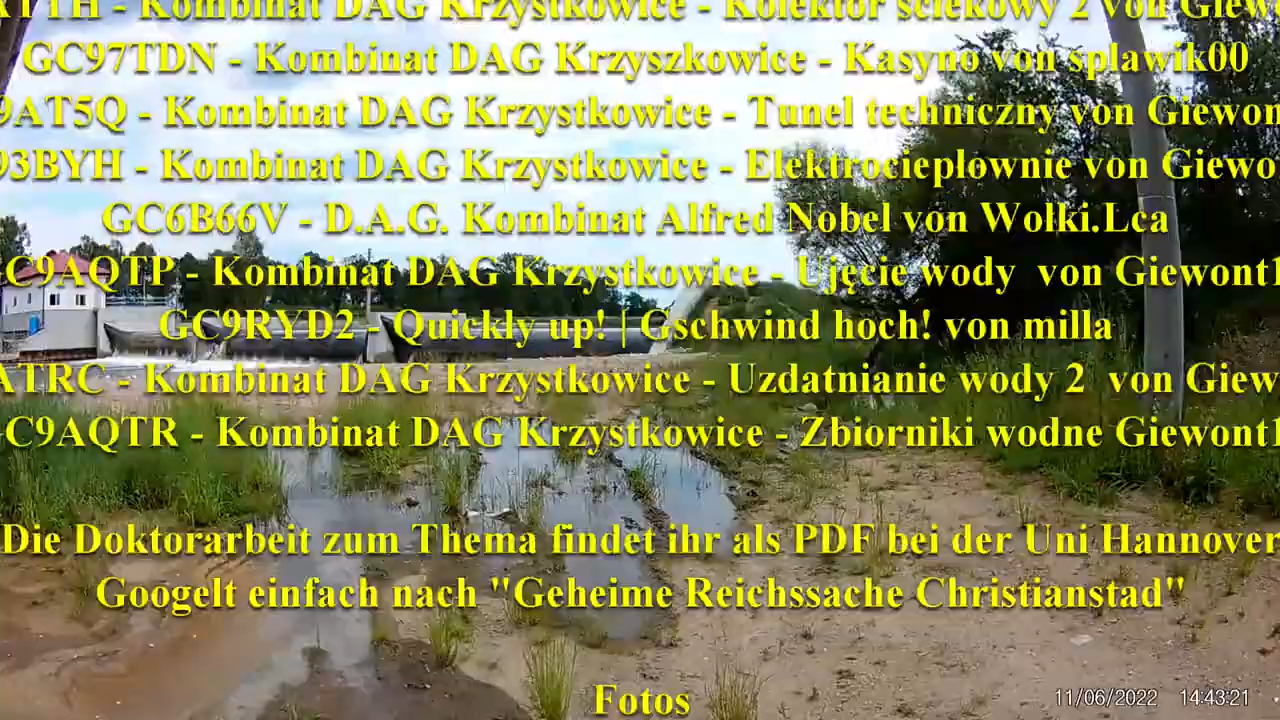 - Kombinat DAG Krzystkowice - Kolektor ściekowy 2 von
GC97TDN - Kombinat DAG Krzyszkowice - Kasyno von splawik00
9AT5Q - Kombinat DAG Krzystkowice - Tunel techniczny von Giewon
93BYH - Kombinat DAG Krzystkowice - Elektrociepłownie von Giewo
GC6B66V - D.A.G. Kombinat Alfred Nobel von Wołki.Lca
C9AQTP - Kombinat DAG Krzystkowice - Ujęcie wody von Giewont1
GC9RYD2 - Quickly up! | Gschwind hoch! von milla
ATRC - Kombinat DAG Krzystkowice - Uzdatnianie wody 2 von Giew
C9AQTR - Kombinat DAG Krzystkowice - Zbiorniki wodne Giewont1
Die Doktorarbeit zum Thema findet ihr als PDF bei der Uni Hannover
Googelt einfach nach "Geheime Reichssache Christianstad"
Fotos
11/06/2022 14:43:21